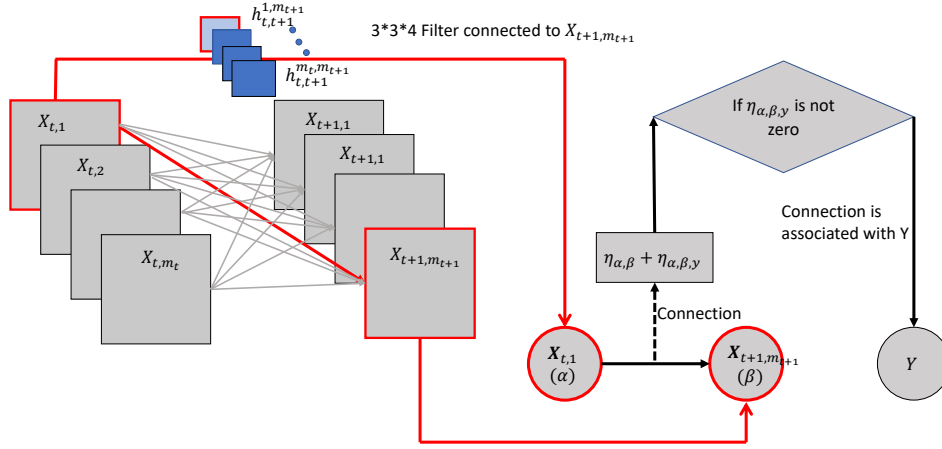 h_{t,t+1}^{1,m_{t+1}}
3*3*4 Filter connected to X_{t+1,m_{t+1}}
h_{t,t+1}^{m_t,m_{t+1}}
X_{t,1}
X_{t,2}
X_{t,m_t}
X_{t+1,1}
X_{t+1,1}
X_{t+1,m_{t+1}}
If η_{α,β,y} is not
zero
η_{α,β} + η_{α,β,y}
Connection is
associated with Y
Connection
X_{t,1}
(α)
X_{t+1,m_{t+1}}
(β)
Y